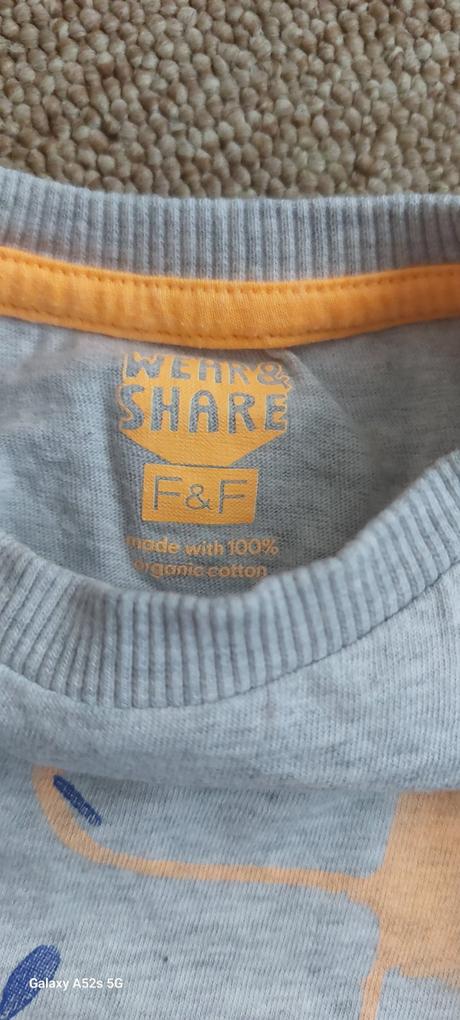 WEAR&
SHARE
F&F
made with 100%
organic cotton
Galaxy A52s 5G